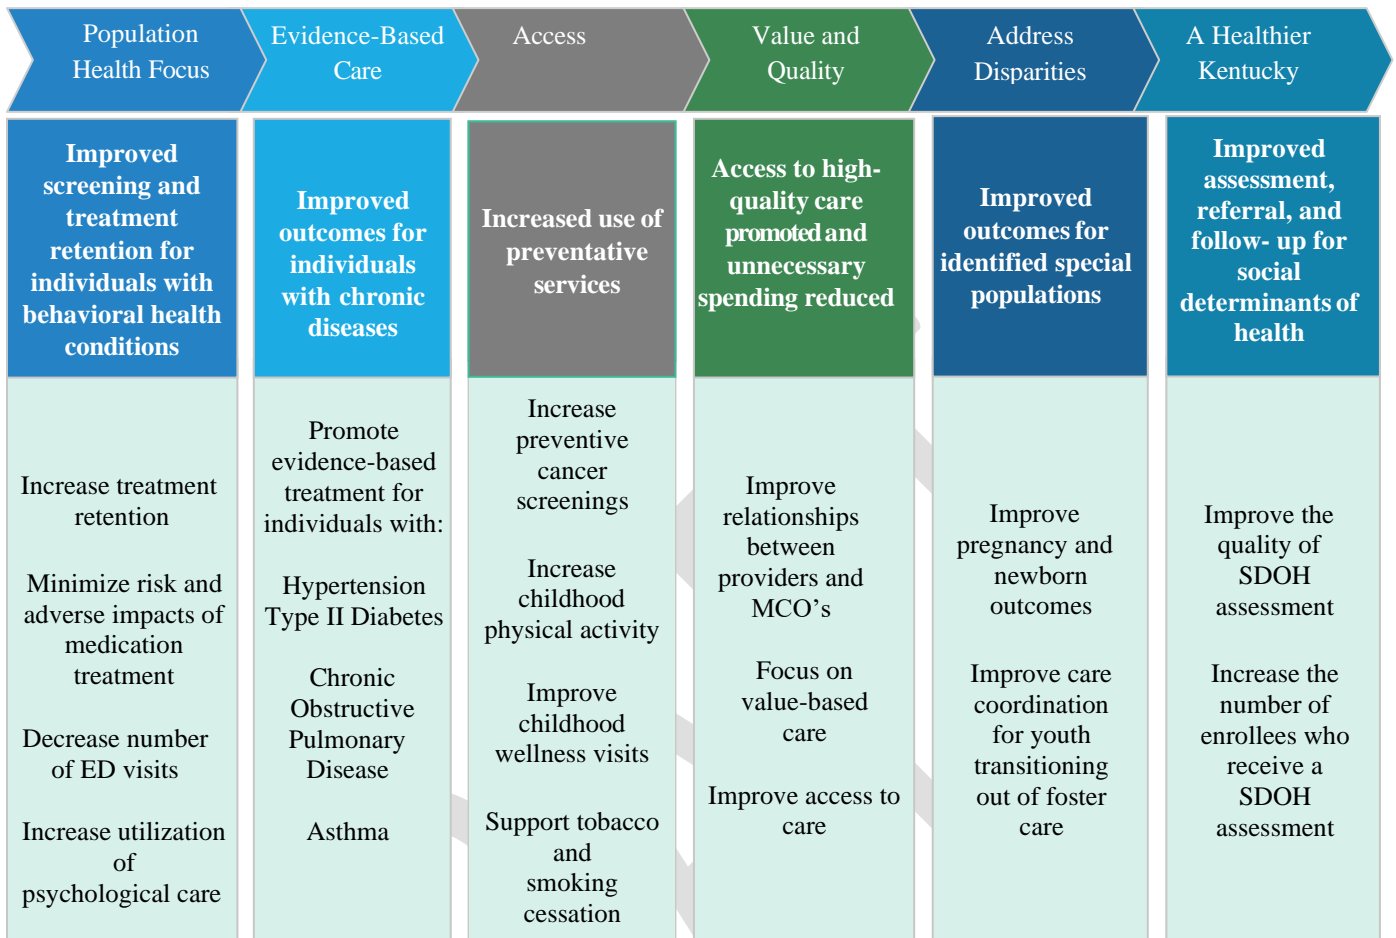 Population
Health Focus
Evidence-Based
Care
Access
Value and
Quality
Address
Disparities
A Healthier
Kentucky
Improved
screening and
treatment
retention for
individuals with
behavioral health
conditions
Improved
outcomes for
individuals
with chronic
diseases
Increased use of
preventative
services
Access to high-
quality care
promoted and
unnecessary
spending reduced
Improved
outcomes for
identified special
populations
Improved
assessment,
referral, and
follow- up for
social
determinants of
health
Increase treatment
retention
Minimize risk and
adverse impacts of
medication
treatment
Decrease number
of ED visits
Increase utilization
of
psychological care
Promote
evidence-based
treatment for
individuals with:
Hypertension
Type II Diabetes
Chronic
Obstructive
Pulmonary
Disease
Asthma
Increase
preventive
cancer
screenings
Increase
childhood
physical activity
Improve
childhood
wellness visits
Support tobacco
and
smoking
cessation
Improve
relationships
between
providers and
MCO's
Focus on
value-based
care
Improve access to
care
Improve
pregnancy and
newborn
outcomes
Improve care
coordination
for youth
transitioning
out of foster
care
Improve the
quality of
SDOH
assessment
Increase the
number of
enrollees who
receive a
SDOH
assessment